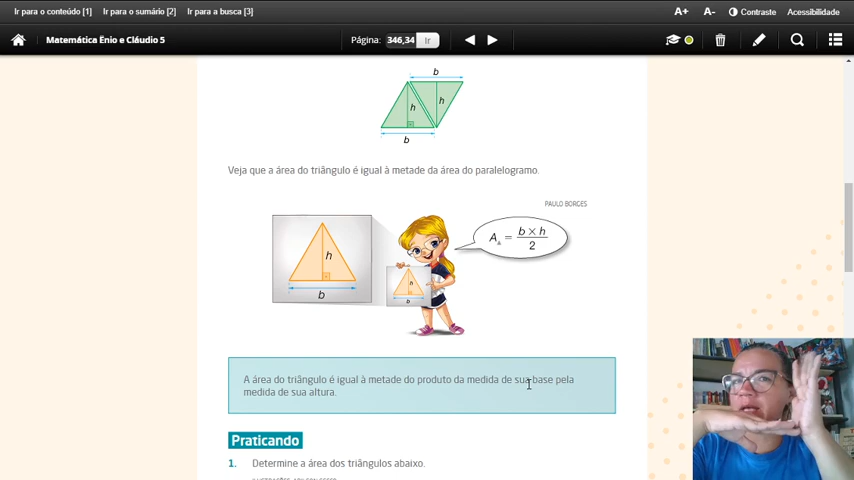 Ir para o conteúdo [1] Ir para o sumário [2] Ir para a busca [3] A+ A- Contraste Acessibilidade
Matemática Ênio e Cláudio 5 Página: 346,34 Ir
b
h h
b
Veja que a área do triângulo é igual à metade da área do paralelogramo.
PAULO BORGES
A▲ = b × h
2
h
b
h
b
A área do triângulo é igual à metade do produto da medida de sua base pela
medida de sua altura.
Praticando
1. Determine a área dos triângulos abaixo.